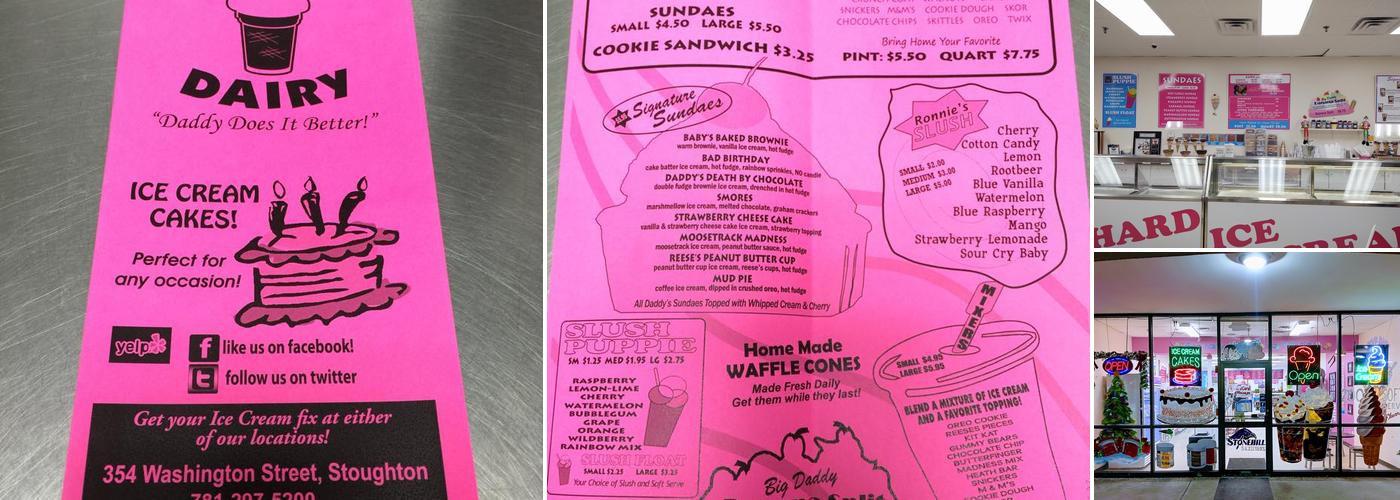 DAIRY
"Daddy Does It Better!"
ICE CREAM
CAKES!
Perfect for
any occasion!
yelp
f like us on facebook!
t follow us on twitter
Get your Ice Cream fix at either
of our locations!
354 Washington Street, Stoughton
SUNDAES
SMALL $4.50 LARGE $5.50
COOKIE SANDWICH $3.25
SNICKERS M&M'S COOKIE DOUGH SKOR
CHOCOLATE CHIPS SKITTLES OREO TWIX
Bring Home Your Favorite
PINT: $5.50 QUART $7.75
Signature
Sundaes
BABY'S BAKED BROWNIE
warm brownie, vanilla ice cream, hot fudge
BAD BIRTHDAY
cake batter ice cream, hot fudge, rainbow sprinkles, NO candle
DADDY'S DEATH BY CHOCOLATE
double fudge brownie ice cream, drenched in hot fudge
SMORES
marshmellow ice cream, melted chocolate, graham crackers
STRAWBERRY CHEESE CAKE
vanilla & strawberry cheese cake ice cream, strawberry topping
MOOSETRACK MADNESS
moosetrack ice cream, peanut butter sauce, hot fudge
REESE'S PEANUT BUTTER CUP
peanut butter cup ice cream, reese's cups, hot fudge
MUD PIE
coffee ice cream, dipped in crushed oreo, hot fudge
All Daddy's Sundaes Topped with Whipped Cream & Cherry
Ronnie's
SLUSH
SMALL $2.00
MEDIUM $3.00
LARGE $5.00
Cherry
Cotton Candy
Lemon
Rootbeer
Blue Vanilla
Watermelon
Blue Raspberry
Mango
Strawberry Lemonade
Sour Cry Baby
SLUSH
PUPPIE
SM $1.25 MED $1.95 LG $2.75
RASPBERRY
LEMON-LIME
CHERRY
WATERMELON
BUBBLEGUM
GRAPE
ORANGE
WILDBERRY
RAINBOW MIX
SLUSH FLOAT
SMALL $2.25 LARGE $3.25
Your Choice of Slush and Soft Serve
Home Made
WAFFLE CONES
Made Fresh Daily
Get them while they last!
Big Daddy
MIXERS
SMALL $4.95
LARGE $5.95
BLEND A MIXTURE OF ICE CREAM
AND A FAVORITE TOPPING!
OREO COOKIE
REESES PIECES
KIT KAT
GUMMY BEARS
CHOCOLATE CHIP
BUTTERFINGER
MADNESS MIX
HEATH BAR
SNICKERS
M & M'S
COOKIE DOUGH
SLUSH
PUPPIE
SLUSH FLOAT
SUNDAES
HARD ICE
OPEN
ICE CREAM
CAKES
Open
STONEHILL